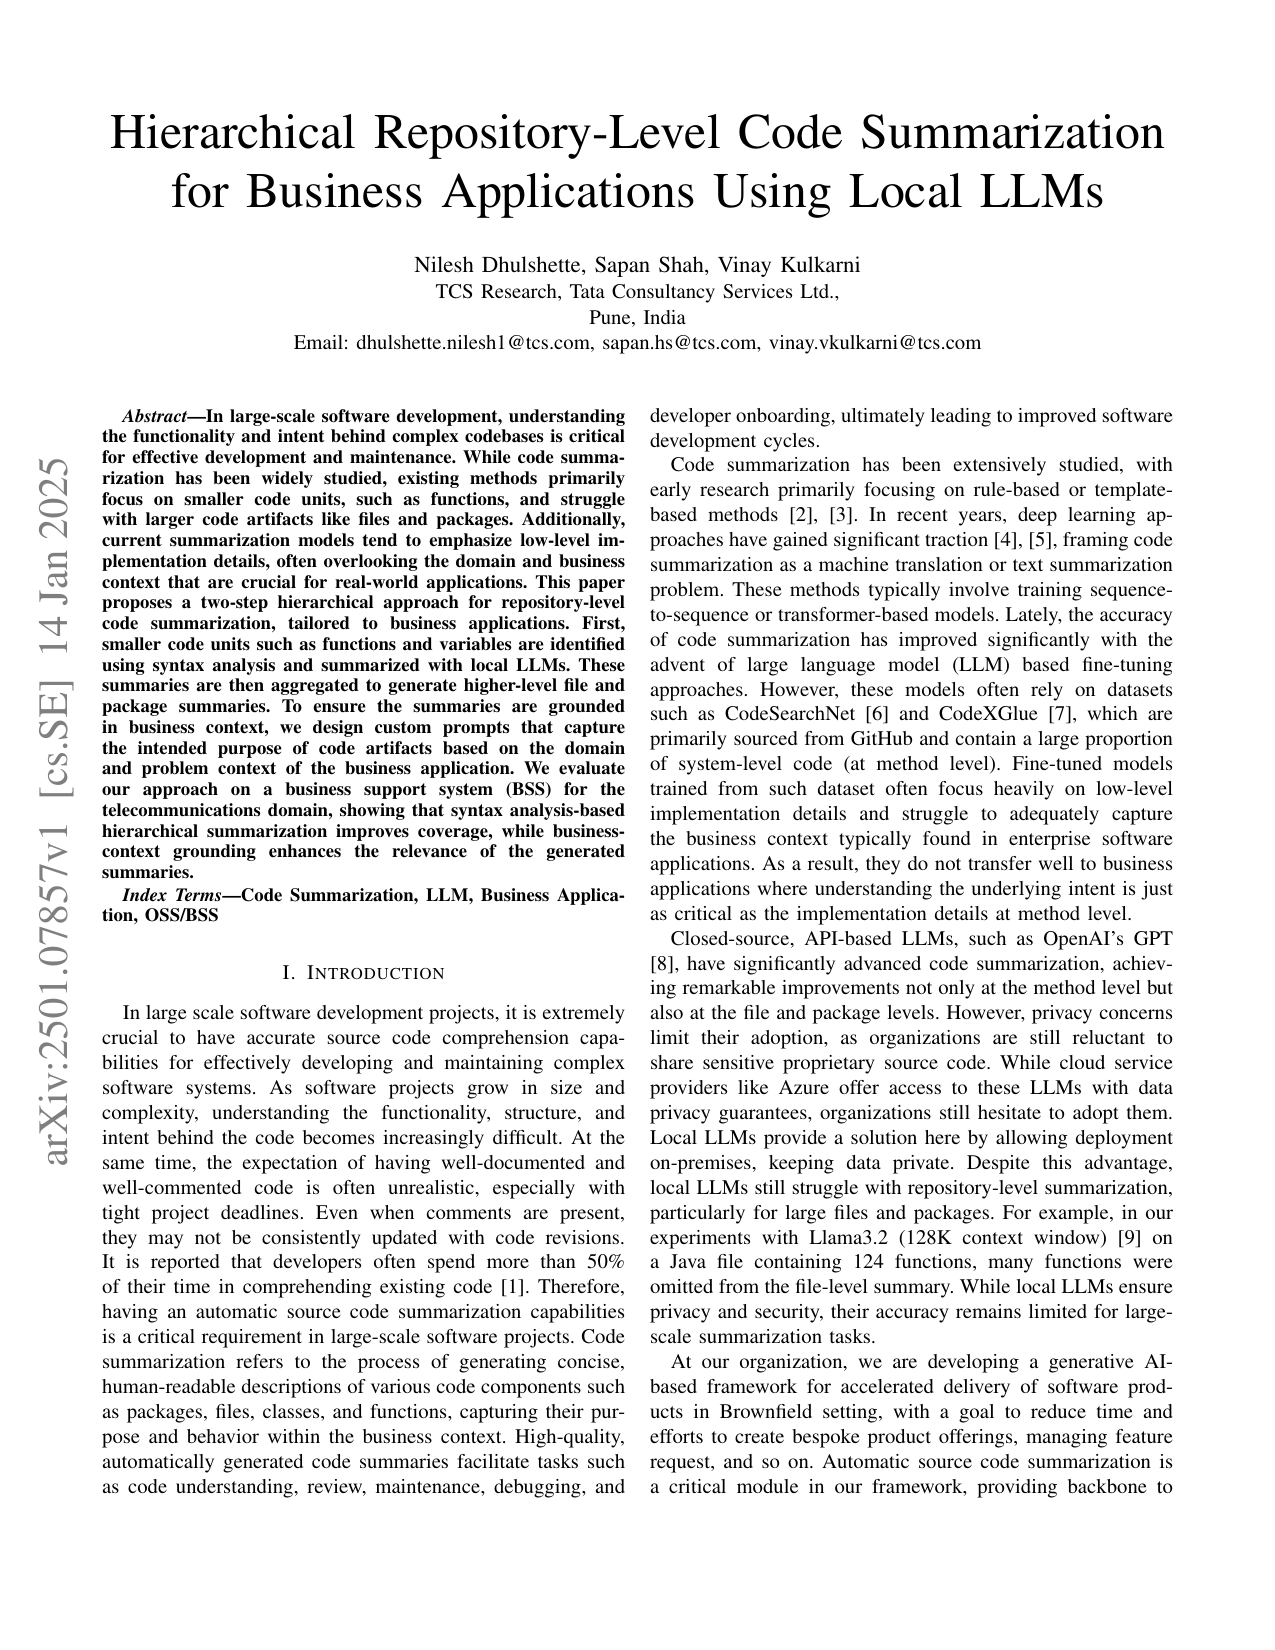 Hierarchical Repository-Level Code Summarization
for Business Applications Using Local LLMs
Nilesh Dhulshette, Sapan Shah, Vinay Kulkarni
TCS Research, Tata Consultancy Services Ltd.,
Pune, India
Email: dhulshette.nilesh1@tcs.com, sapan.hs@tcs.com, vinay.vkulkarni@tcs.com
arXiv:2501.07857v1 [cs.SE] 14 Jan 2025
Abstract—In large-scale software development, understanding
the functionality and intent behind complex codebases is critical
for effective development and maintenance. While code summa-
rization has been widely studied, existing methods primarily
focus on smaller code units, such as functions, and struggle
with larger code artifacts like files and packages. Additionally,
current summarization models tend to emphasize low-level im-
plementation details, often overlooking the domain and business
context that are crucial for real-world applications. This paper
proposes a two-step hierarchical approach for repository-level
code summarization, tailored to business applications. First,
smaller code units such as functions and variables are identified
using syntax analysis and summarized with local LLMs. These
summaries are then aggregated to generate higher-level file and
package summaries. To ensure the summaries are grounded
in business context, we design custom prompts that capture
the intended purpose of code artifacts based on the domain
and problem context of the business application. We evaluate
our approach on a business support system (BSS) for the
telecommunications domain, showing that syntax analysis-based
hierarchical summarization improves coverage, while business-
context grounding enhances the relevance of the generated
summaries.
Index Terms—Code Summarization, LLM, Business Applica-
tion, OSS/BSS
I. INTRODUCTION
In large scale software development projects, it is extremely
crucial to have accurate source code comprehension capa-
bilities for effectively developing and maintaining complex
software systems. As software projects grow in size and
complexity, understanding the functionality, structure, and
intent behind the code becomes increasingly difficult. At the
same time, the expectation of having well-documented and
well-commented code is often unrealistic, especially with
tight project deadlines. Even when comments are present,
they may not be consistently updated with code revisions.
It is reported that developers often spend more than 50%
of their time in comprehending existing code [1]. Therefore,
having an automatic source code summarization capabilities
is a critical requirement in large-scale software projects. Code
summarization refers to the process of generating concise,
human-readable descriptions of various code components such
as packages, files, classes, and functions, capturing their pur-
pose and behavior within the business context. High-quality,
automatically generated code summaries facilitate tasks such
as code understanding, review, maintenance, debugging, and
developer onboarding, ultimately leading to improved software
development cycles.
Code summarization has been extensively studied, with
early research primarily focusing on rule-based or template-
based methods [2], [3]. In recent years, deep learning ap-
proaches have gained significant traction [4], [5], framing code
summarization as a machine translation or text summarization
problem. These methods typically involve training sequence-
to-sequence or transformer-based models. Lately, the accuracy
of code summarization has improved significantly with the
advent of large language model (LLM) based fine-tuning
approaches. However, these models often rely on datasets
such as CodeSearchNet [6] and CodeXGlue [7], which are
primarily sourced from GitHub and contain a large proportion
of system-level code (at method level). Fine-tuned models
trained from such dataset often focus heavily on low-level
implementation details and struggle to adequately capture
the business context typically found in enterprise software
applications. As a result, they do not transfer well to business
applications where understanding the underlying intent is just
as critical as the implementation details at method level.
Closed-source, API-based LLMs, such as OpenAI's GPT
[8], have significantly advanced code summarization, achiev-
ing remarkable improvements not only at the method level but
also at the file and package levels. However, privacy concerns
limit their adoption, as organizations are still reluctant to
share sensitive proprietary source code. While cloud service
providers like Azure offer access to these LLMs with data
privacy guarantees, organizations still hesitate to adopt them.
Local LLMs provide a solution here by allowing deployment
on-premises, keeping data private. Despite this advantage,
local LLMs still struggle with repository-level summarization,
particularly for large files and packages. For example, in our
experiments with Llama3.2 (128K context window) [9] on
a Java file containing 124 functions, many functions were
omitted from the file-level summary. While local LLMs ensure
privacy and security, their accuracy remains limited for large-
scale summarization tasks.
At our organization, we are developing a generative AI-
based framework for accelerated delivery of software prod-
ucts in Brownfield setting, with a goal to reduce time and
efforts to create bespoke product offerings, managing feature
request, and so on. Automatic source code summarization is
a critical module in our framework, providing backbone to